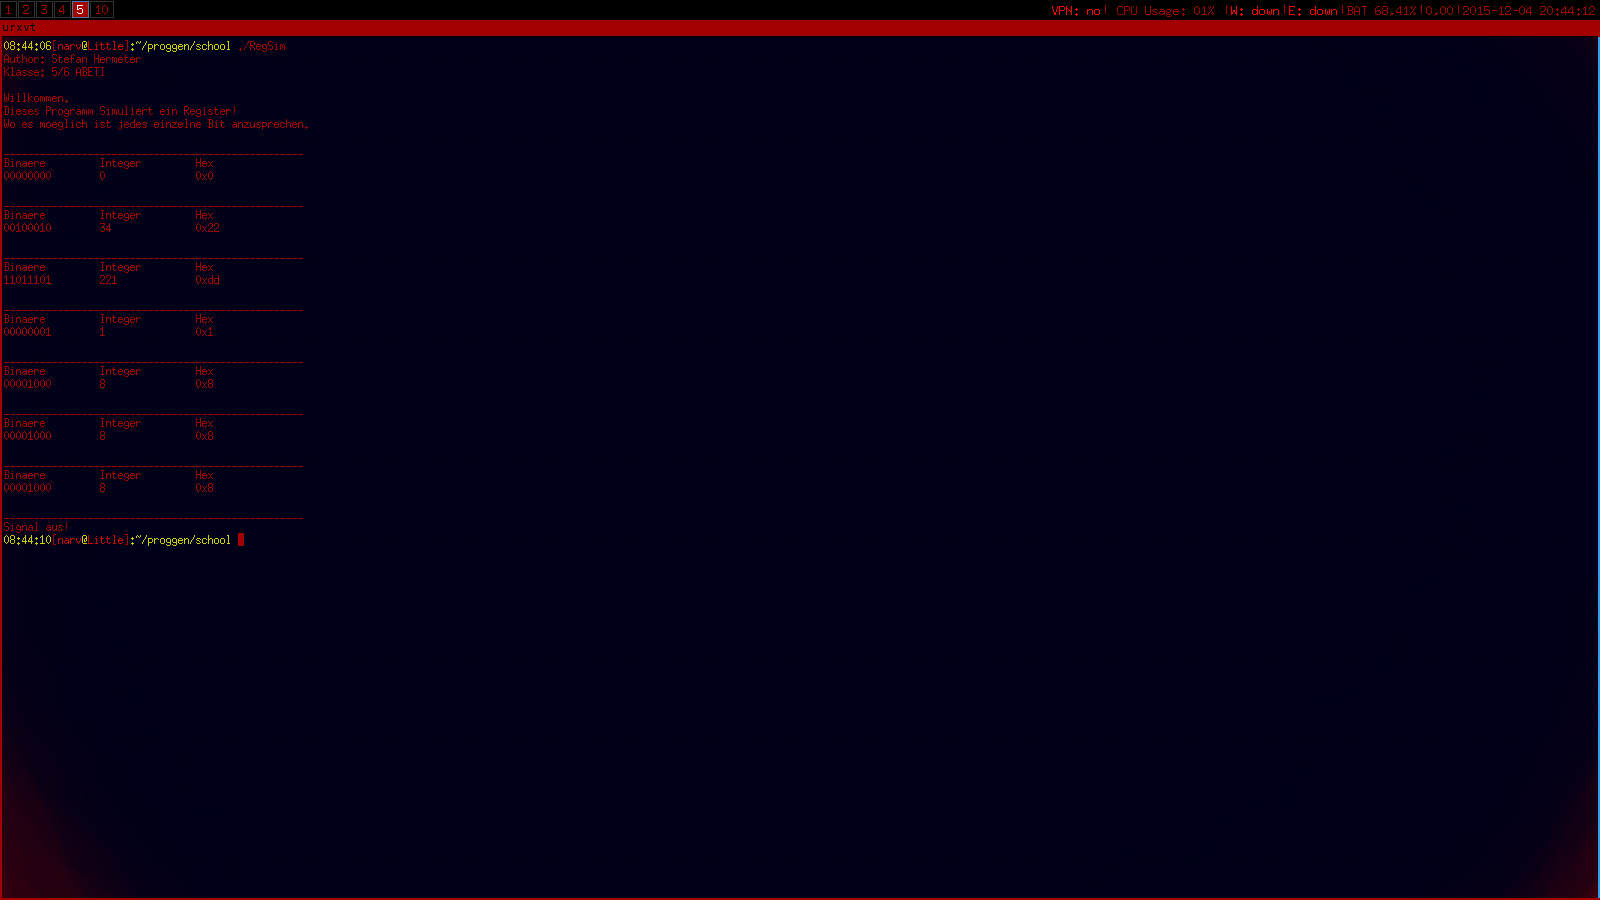 1 2 3 4 5 10 VPN: no| CPU Usage: 01% |W: down|E: down|BAT 68.41%|0.00|2015-12-04 20:44:12
urxvt
08:44:06[marv@Little]:~/proggen/school ./RegSim
Author: Stefan Hermeter
Klasse: 5/6 ABETI

Willkommen,
Dieses Programm Simuliert ein Register!
Wo es moeglich ist jedes einzelne Bit anzusprechen.

Binaere Integer Hex
00000000 0 0x0

Binaere Integer Hex
00100010 34 0x22

Binaere Integer Hex
11011101 221 0xdd

Binaere Integer Hex
00000001 1 0x1

Binaere Integer Hex
00001000 8 0x8

Binaere Integer Hex
00001000 8 0x8

Binaere Integer Hex
00001000 8 0x8

Signal aus!
08:44:10[marv@Little]:~/proggen/school